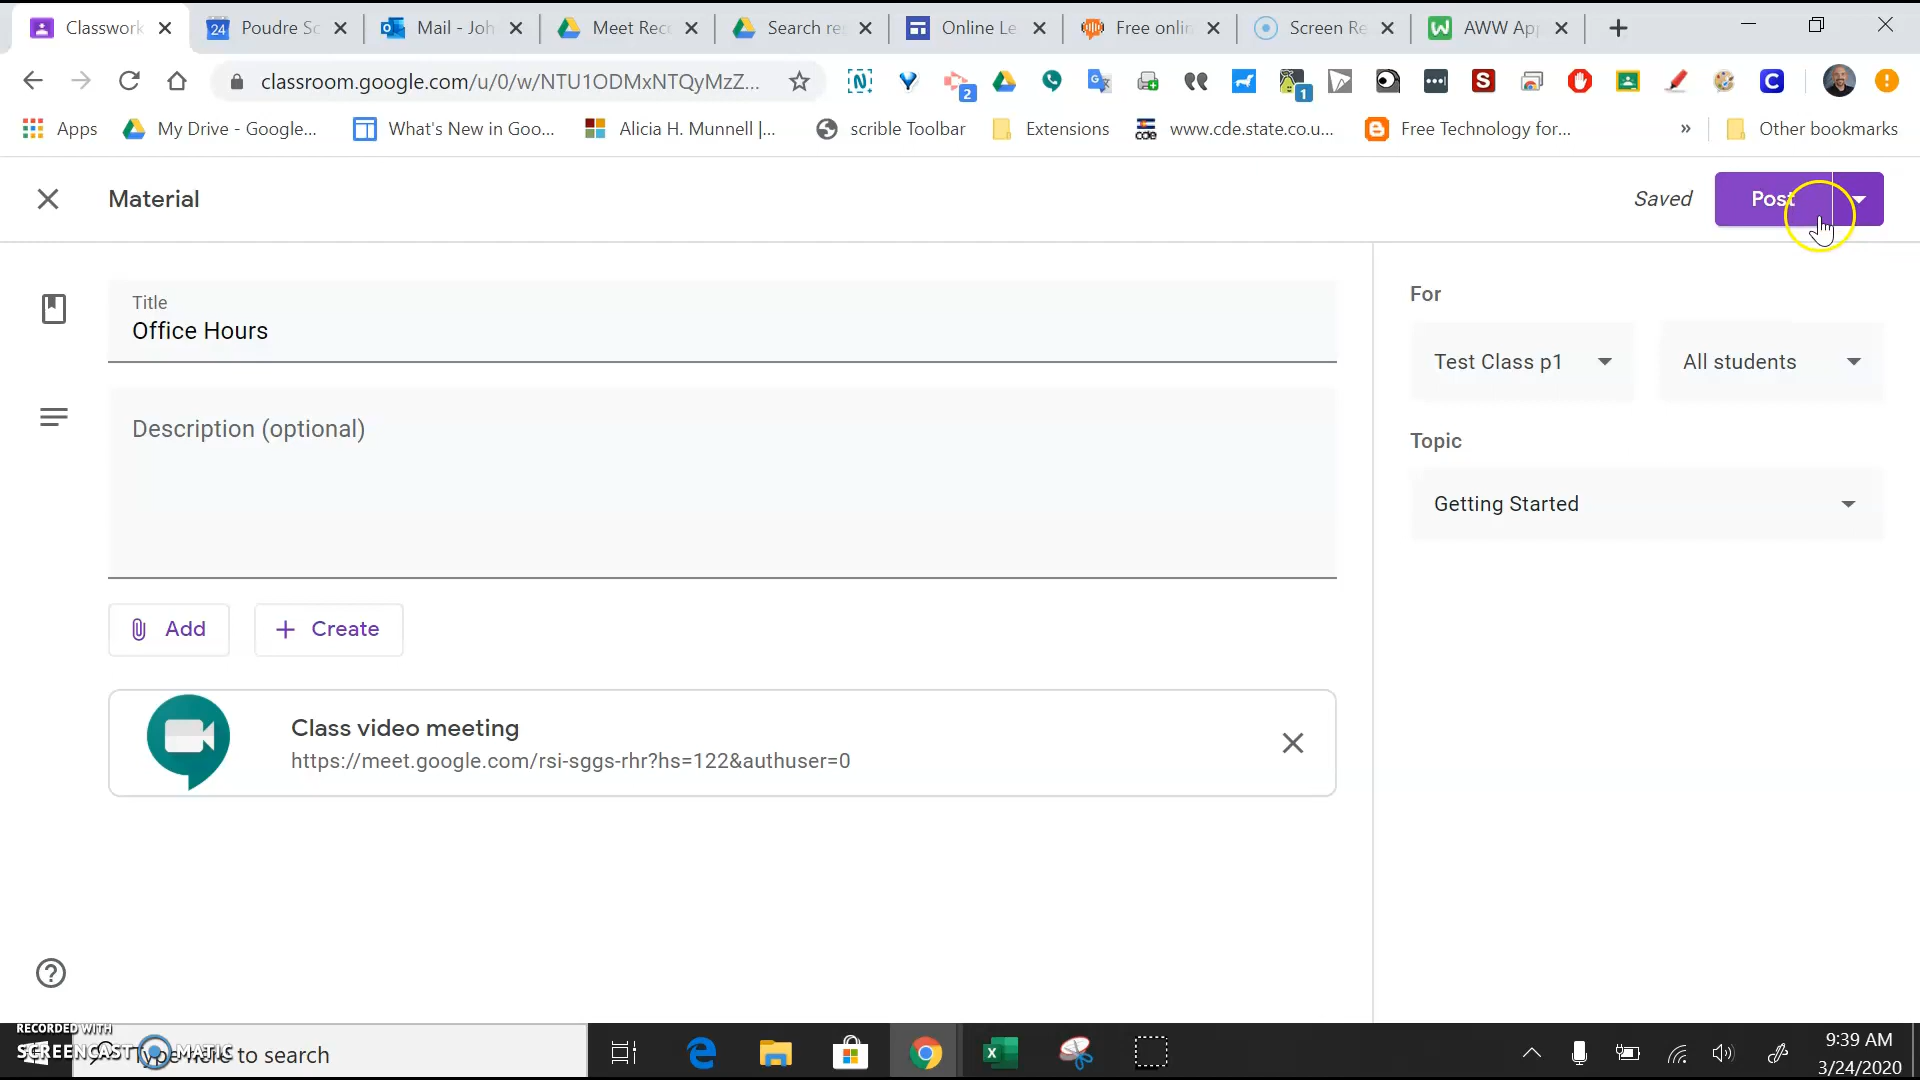 Classwork
Poudre Sc
Mail - Joh
Meet Rec
Search re
Online Le
Free onlin
Screen Re
AWW App
classroom.google.com/u/0/w/NTU1ODMxNTQyMzZ...
2
1
Apps
My Drive - Google...
What's New in Goo...
Alicia H. Munnell |...
scrible Toolbar
Extensions
www.cde.state.co.u...
Free Technology for...
»
Other bookmarks
Material
Saved
Post
Title
Office Hours
Description (optional)
Add
Create
Class video meeting
https://meet.google.com/rsi-sggs-rhr?hs=122&authuser=0
For
Test Class p1
All students
Topic
Getting Started
RECORDED WITH
SCREENCAST MATIC
Type here to search
9:39 AM
3/24/2020